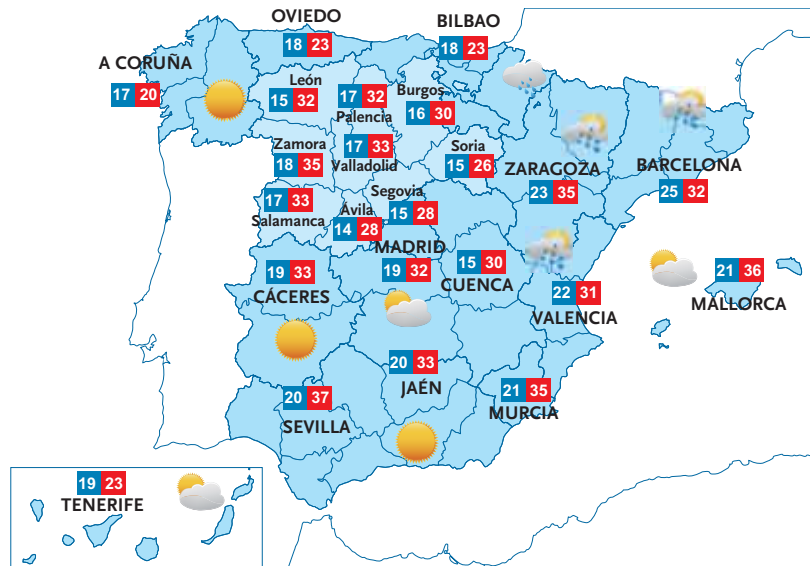 OVIEDO
18 23
BILBAO
18 23
A CORUÑA
17 20
León
15 32
17 32
Palencia
Burgos
16 30
Zamora
18 35
17 33
Valladolid
Soria
15 26
ZARAGOZA
23 35
BARCELONA
25 32
17 33
Salamanca
Ávila
14 28
Segovia
15 28
MADRID
19 32
15 30
CUENCA
19 33
CÁCERES
22 31
VALENCIA
21 36
MALLORCA
20 33
JAÉN
20 37
SEVILLA
21 35
MURCIA
19 23
TENERIFE